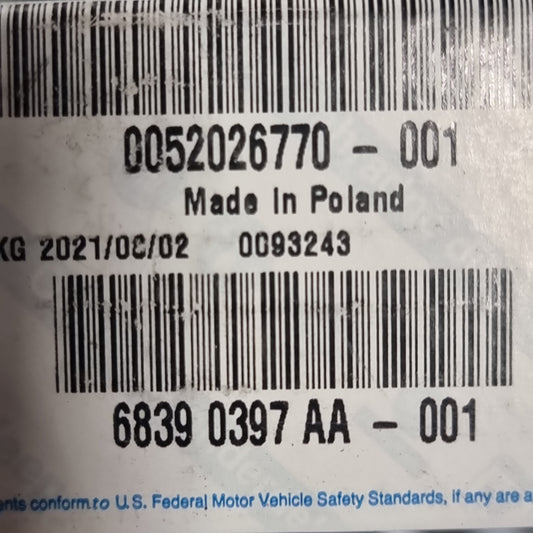 0052026770 - 001
Made In Poland
KG 2021/08/02 0093243
6839 0397 AA - 001
conform to U.S. Federal Motor Vehicle Safety Standards, if any are a